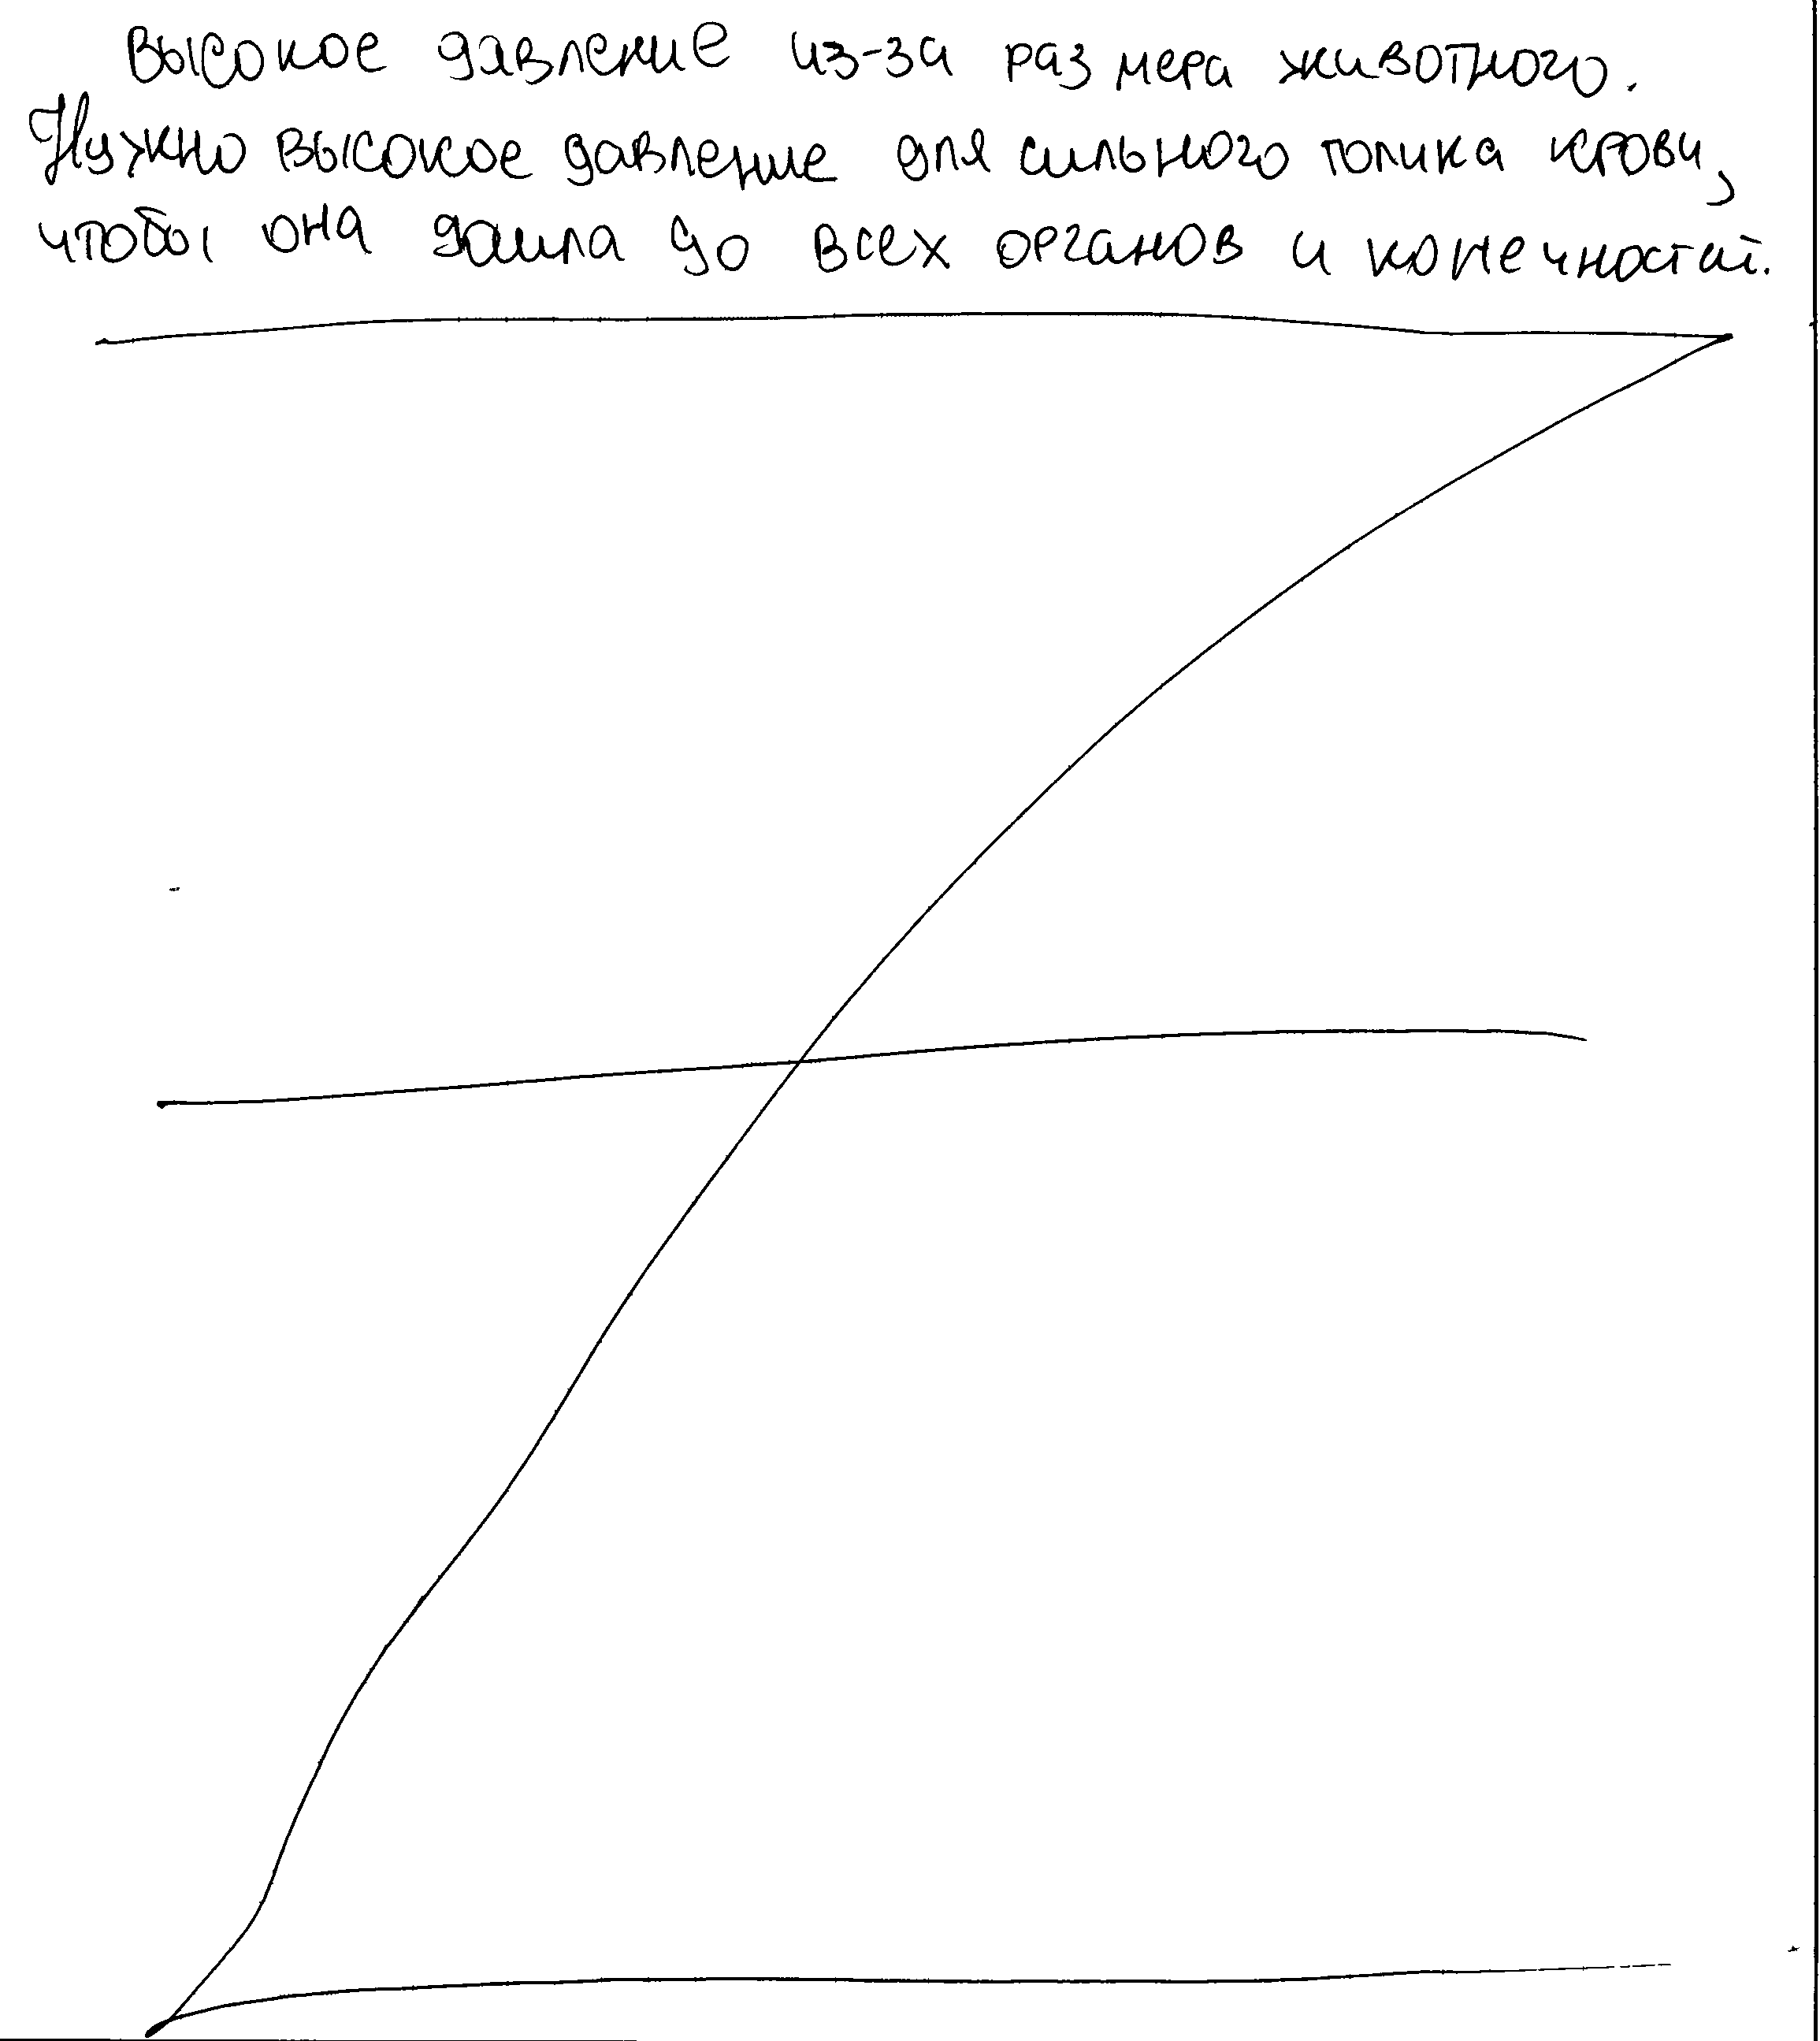 Высокое давление из-за размера животного.
Нужно высокое давление для сильного толчка крови,
чтобы она дошла до всех органов и конечностей.